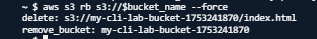 ~ $ aws s3 rb s3://$bucket_name --force
delete: s3://my-cli-lab-bucket-1753241870/index.html
remove_bucket: my-cli-lab-bucket-1753241870
~ $